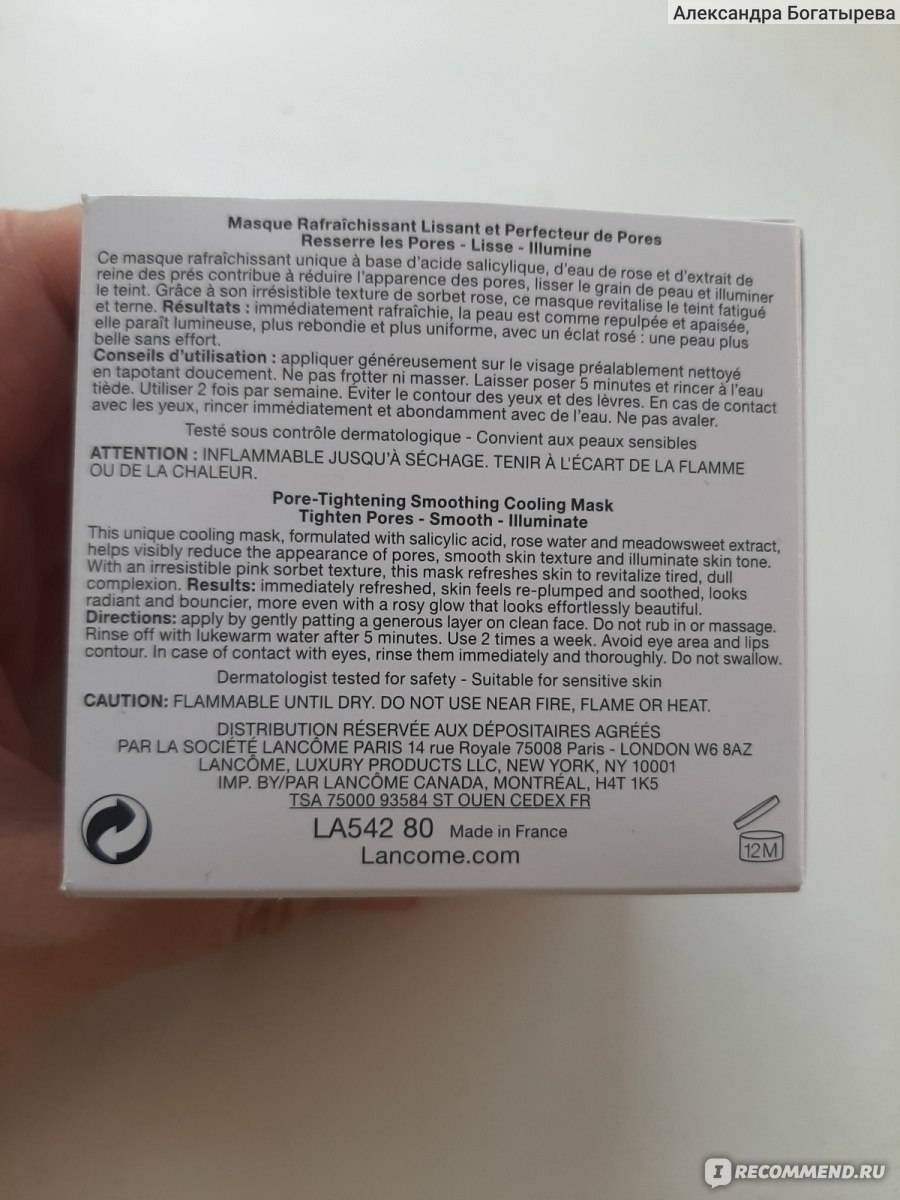 Александра Богатырева
Masque Rafraîchissant Lissant et Perfecteur de Pores
Resserre les Pores - Lisse - Illumine
Ce masque rafraîchissant unique à base d'acide salicylique, d'eau de rose et d'extrait de
reine des prés contribue à réduire l'apparence des pores, lisser le grain de peau et illuminer
le teint. Grâce à son irrésistible texture de sorbet rose, ce masque revitalise le teint fatigué
et terne. Résultats : immédiatement rafraîchie, la peau est comme repulpée et apaisée,
elle paraît lumineuse, plus rebondie et plus uniforme, avec un éclat rosé : une peau plus
belle sans effort.
Conseils d'utilisation : appliquer généreusement sur le visage préalablement nettoyé
en tapotant doucement. Ne pas frotter ni masser. Laisser poser 5 minutes et rincer à l'eau
tiède. Utiliser 2 fois par semaine. Éviter le contour des yeux et des lèvres. En cas de contact
avec les yeux, rincer immédiatement et abondamment avec de l'eau. Ne pas avaler.
Testé sous contrôle dermatologique - Convient aux peaux sensibles
ATTENTION : INFLAMMABLE JUSQU'À SÉCHAGE. TENIR À L'ÉCART DE LA FLAMME
OU DE LA CHALEUR.
Pore-Tightening Smoothing Cooling Mask
Tighten Pores - Smooth - Illuminate
This unique cooling mask, formulated with salicylic acid, rose water and meadowsweet extract,
helps visibly reduce the appearance of pores, smooth skin texture and illuminate skin tone.
With an irresistible pink sorbet texture, this mask refreshes skin to revitalize tired, dull
complexion. Results: immediately refreshed, skin feels re-plumped and soothed, looks
radiant and bouncier, more even with a rosy glow that looks effortlessly beautiful.
Directions: apply by gently patting a generous layer on clean face. Do not rub in or massage.
Rinse off with lukewarm water after 5 minutes. Use 2 times a week. Avoid eye area and lips
contour. In case of contact with eyes, rinse them immediately and thoroughly. Do not swallow.
Dermatologist tested for safety - Suitable for sensitive skin
CAUTION: FLAMMABLE UNTIL DRY. DO NOT USE NEAR FIRE, FLAME OR HEAT.
DISTRIBUTION RÉSERVÉE AUX DÉPOSITAIRES AGRÉÉS
PAR LA SOCIÉTÉ LANCÔME PARIS 14 rue Royale 75008 Paris - LONDON W6 8AZ
LANCÔME, LUXURY PRODUCTS LLC, NEW YORK, NY 10001
IMP. BY/PAR LANCÔME CANADA, MONTRÉAL, H4T 1K5
TSA 75000 93584 ST OUEN CEDEX FR
LA542 80 Made in France
Lancome.com
12M
IRECOMMEND.RU